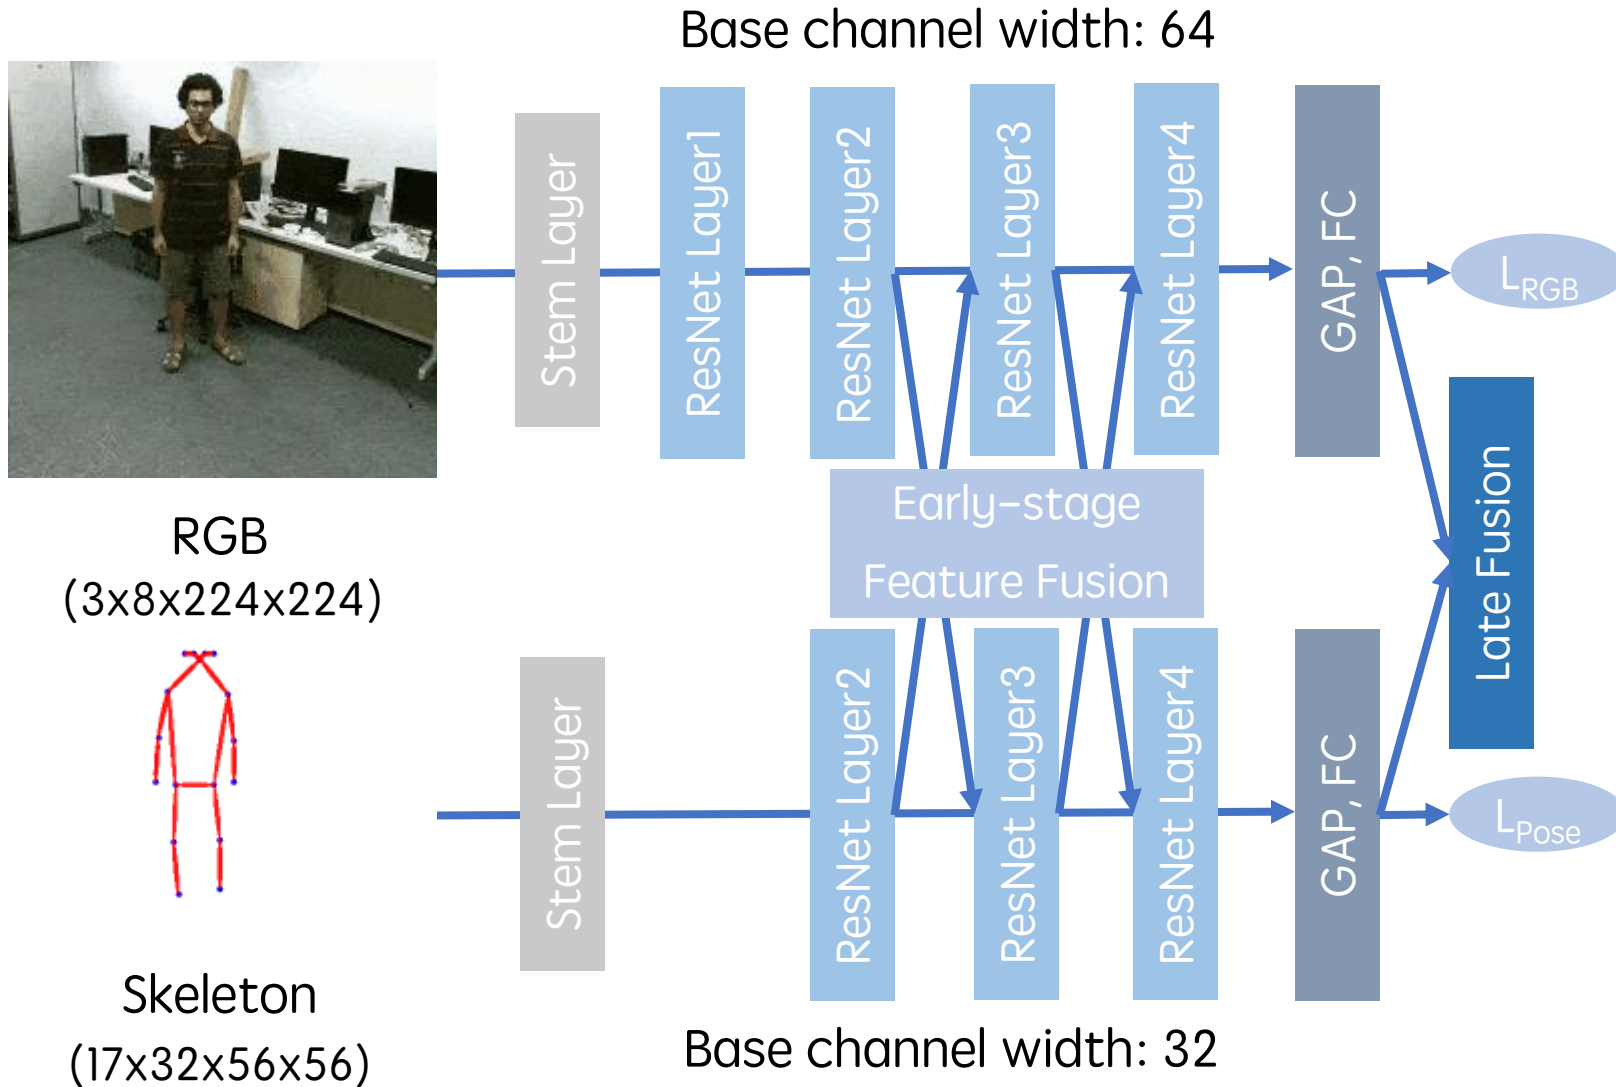 Base channel width: 64
Stem Layer
ResNet Layer1
ResNet Layer2
ResNet Layer3
ResNet Layer4
GAP, FC
L_RGB
RGB
(3x8x224x224)
Early-stage
Feature Fusion
Late Fusion
Stem Layer
ResNet Layer2
ResNet Layer3
ResNet Layer4
GAP, FC
L_Pose
Skeleton
(17x32x56x56)
Base channel width: 32